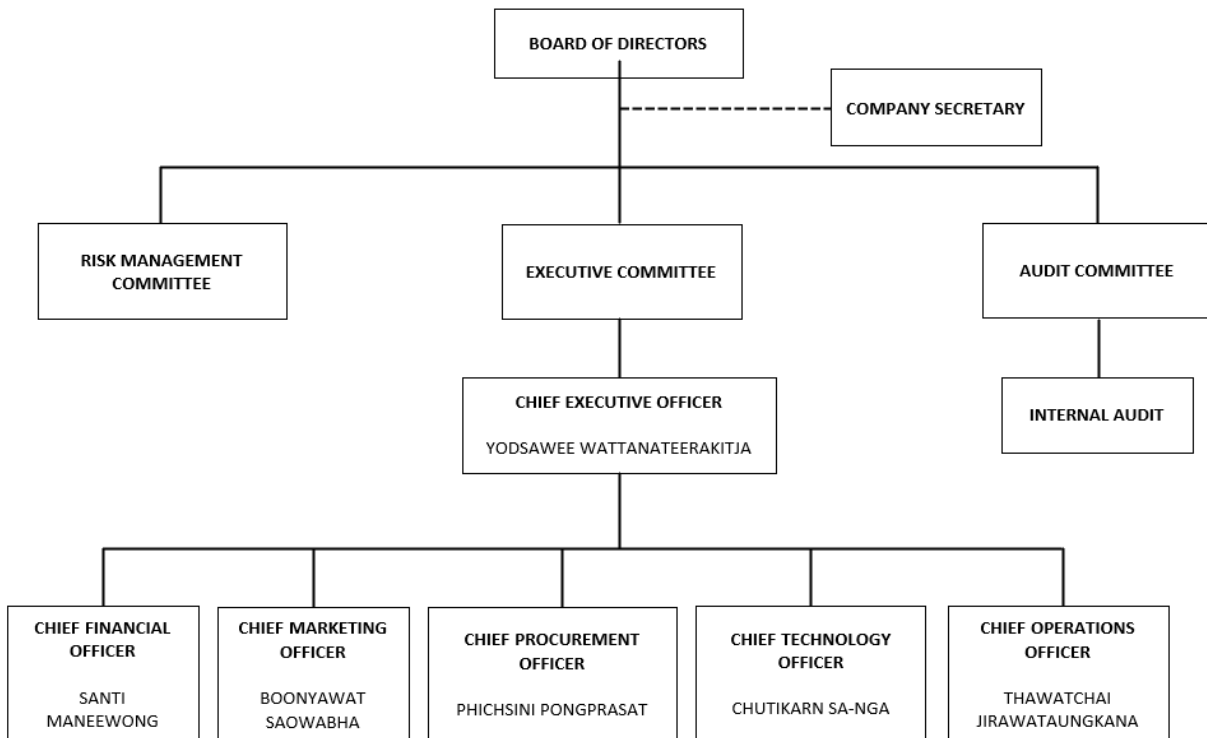 BOARD OF DIRECTORS
COMPANY SECRETARY
RISK MANAGEMENT
COMMITTEE
EXECUTIVE COMMITTEE
AUDIT COMMITTEE
CHIEF EXECUTIVE OFFICER
YODSAWEE WATTANATEERAKITJA
INTERNAL AUDIT
CHIEF FINANCIAL
OFFICER
SANTI
MANEEWONG
CHIEF MARKETING
OFFICER
BOONYAWAT
SAOWABHA
CHIEF PROCUREMENT
OFFICER
PHICHSINI PONGPRASAT
CHIEF TECHNOLOGY
OFFICER
CHUTIKARN SA-NGA
CHIEF OPERATIONS
OFFICER
THAWATCHAI
JIRAWATAUNGKANA